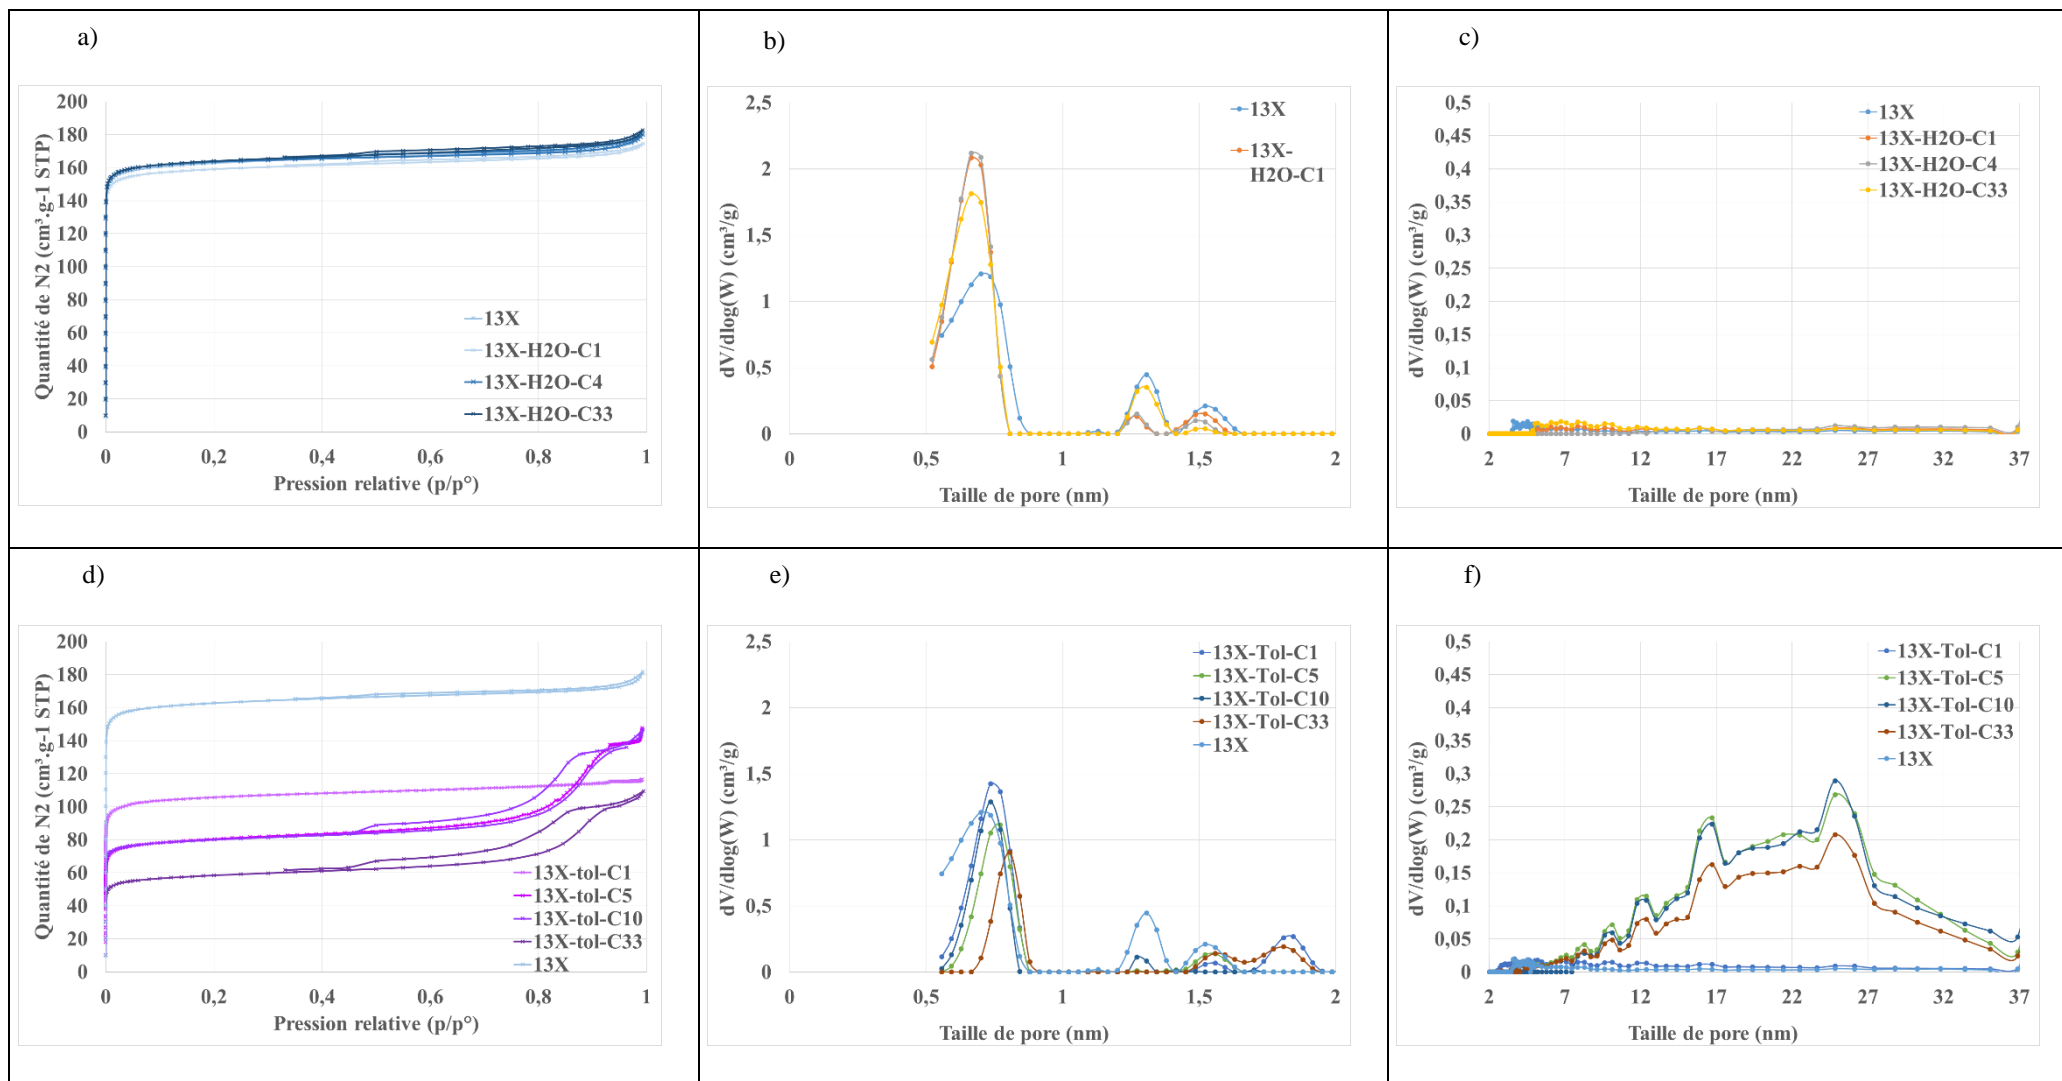 a)
200
180
160
140
120
100
80
60
40
20
0
Quantité de N2 (cm³.g-1 STP)
13X
13X-H2O-C1
13X-H2O-C4
13X-H2O-C33
0 0,2 0,4 0,6 0,8 1
Pression relative (p/p°)
b)
2,5
2
1,5
1
0,5
0
dV/dlog(W) (cm³/g)
13X
13X-
H2O-C1
0 0,5 1 1,5 2
Taille de pore (nm)
c)
0,5
0,45
0,4
0,35
0,3
0,25
0,2
0,15
0,1
0,05
0
dV/dlog(W) (cm³/g)
13X
13X-H2O-C1
13X-H2O-C4
13X-H2O-C33
2 7 12 17 22 27 32 37
Taille de pore (nm)
d)
200
180
160
140
120
100
80
60
40
20
0
Quantité de N2 (cm³.g-1 STP)
13X-tol-C1
13X-tol-C5
13X-tol-C10
13X-tol-C33
13X
0 0,2 0,4 0,6 0,8 1
Pression relative (p/p°)
e)
2,5
2
1,5
1
0,5
0
dV/dlog(W) (cm³/g)
13X-Tol-C1
13X-Tol-C5
13X-Tol-C10
13X-Tol-C33
13X
0 0,5 1 1,5 2
Taille de pore (nm)
f)
0,5
0,45
0,4
0,35
0,3
0,25
0,2
0,15
0,1
0,05
0
dV/dlog(W) (cm³/g)
13X-Tol-C1
13X-Tol-C5
13X-Tol-C10
13X-Tol-C33
13X
2 7 12 17 22 27 32 37
Taille de pore (nm)